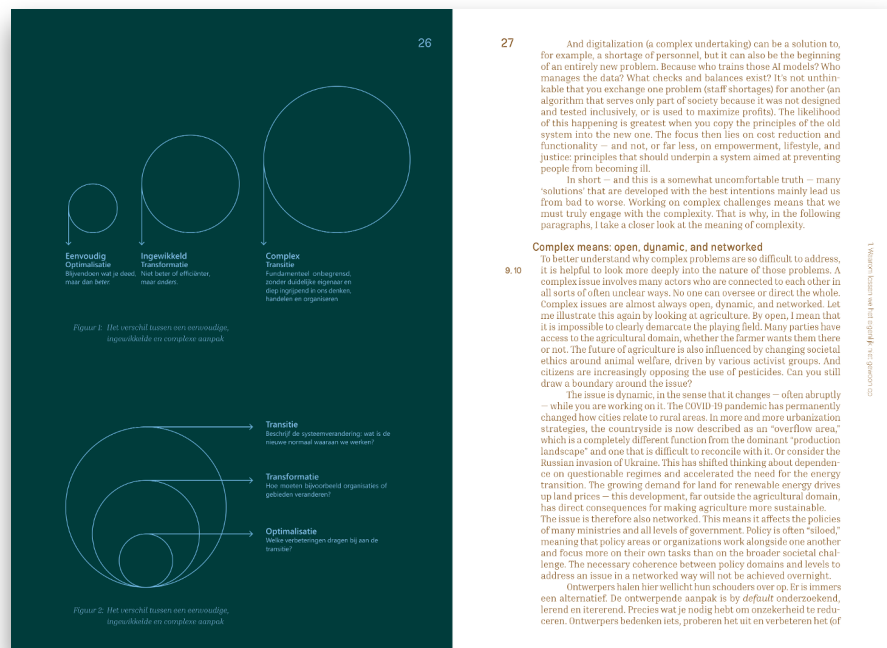 26
Eenvoudig
Optimalisatie
Blijven doen wat je deed,
maar dan beter.
Ingewikkeld
Transformatie
Niet beter of efficiënter,
maar anders.
Complex
Transitie
Fundamenteel onbegrensd,
zonder duidelijke eigenaar en
diep ingrijpend in ons denken,
handelen en organiseren
Figuur 1: Het verschil tussen een eenvoudige,
ingewikkelde en complexe aanpak
Transitie
Beschrijf de systeemverandering: wat is de
nieuwe normaal waaraan we werken?
Transformatie
Hoe moeten bijvoorbeeld organisaties of
gebieden veranderen?
Optimalisatie
Welke verbeteringen dragen bij aan de
transitie?
Figuur 2: Het verschil tussen een eenvoudige,
ingewikkelde en complexe aanpak
27
And digitalization (a complex undertaking) can be a solution to,
for example, a shortage of personnel, but it can also be the beginning
of an entirely new problem. Because who trains those AI models? Who
manages the data? What checks and balances exist? It's not unthin-
kable that you exchange one problem (staff shortages) for another (an
algorithm that serves only part of society because it was not designed
and tested inclusively, or is used to maximize profits). The likelihood
of this happening is greatest when you copy the principles of the old
system into the new one. The focus then lies on cost reduction and
functionality — and not, or far less, on empowerment, lifestyle, and
justice: principles that should underpin a system aimed at preventing
people from becoming ill.
In short — and this is a somewhat uncomfortable truth — many
'solutions' that are developed with the best intentions mainly lead us
from bad to worse. Working on complex challenges means that we
must truly engage with the complexity. That is why, in the following
paragraphs, I take a closer look at the meaning of complexity.
Complex means: open, dynamic, and networked
To better understand why complex problems are so difficult to address,
9, 10 it is helpful to look more deeply into the nature of those problems. A
complex issue involves many actors who are connected to each other in
all sorts of often unclear ways. No one can oversee or direct the whole.
Complex issues are almost always open, dynamic, and networked. Let
me illustrate this again by looking at agriculture. By open, I mean that
it is impossible to clearly demarcate the playing field. Many parties have
access to the agricultural domain, whether the farmer wants them there
or not. The future of agriculture is also influenced by changing societal
ethics around animal welfare, driven by various activist groups. And
citizens are increasingly opposing the use of pesticides. Can you still
draw a boundary around the issue?
The issue is dynamic, in the sense that it changes — often abruptly
— while you are working on it. The COVID-19 pandemic has permanently
changed how cities relate to rural areas. In more and more urbanization
strategies, the countryside is now described as an "overflow area,"
which is a completely different function from the dominant "production
landscape" and one that is difficult to reconcile with it. Or consider the
Russian invasion of Ukraine. This has shifted thinking about dependen-
ce on questionable regimes and accelerated the need for the energy
transition. The growing demand for land for renewable energy drives
up land prices — this development, far outside the agricultural domain,
has direct consequences for making agriculture more sustainable.
The issue is therefore also networked. This means it affects the policies
of many ministries and all levels of government. Policy is often "siloed,"
meaning that policy areas or organizations work alongside one another
and focus more on their own tasks than on the broader societal chal-
lenge. The necessary coherence between policy domains and levels to
address an issue in a networked way will not be achieved overnight.
Ontwerpers halen hier wellicht hun schouders over op. Er is immers
een alternatief. De ontwerpende aanpak is by default onderzoekend,
lerend en itererend. Precies wat je nodig hebt om onzekerheid te redu-
ceren. Ontwerpers bedenken iets, proberen het uit en verbeteren het (of